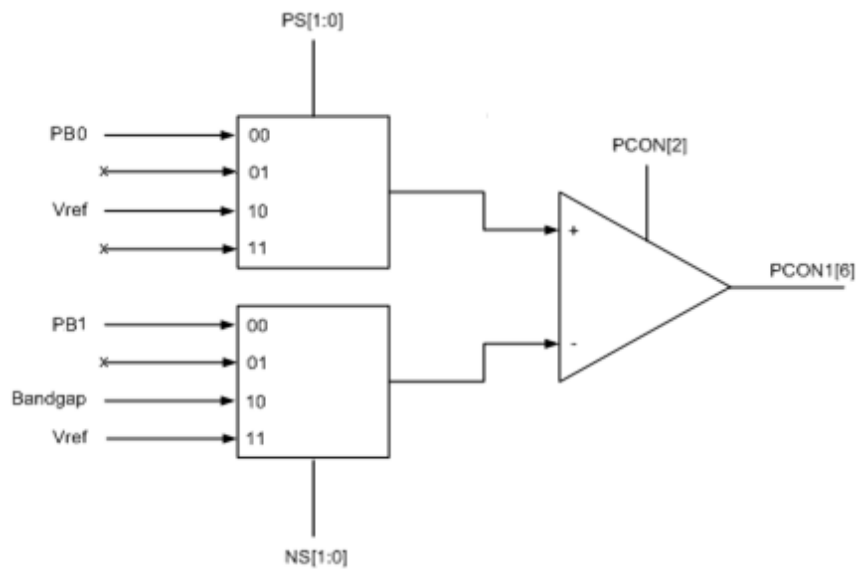 PS[1:0]
PB0
00
x
01
Vref
10
x
11
PCON[2]
+
PCON1[6]
PB1
00
x
01
-
Bandgap
10
Vref
11
NS[1:0]